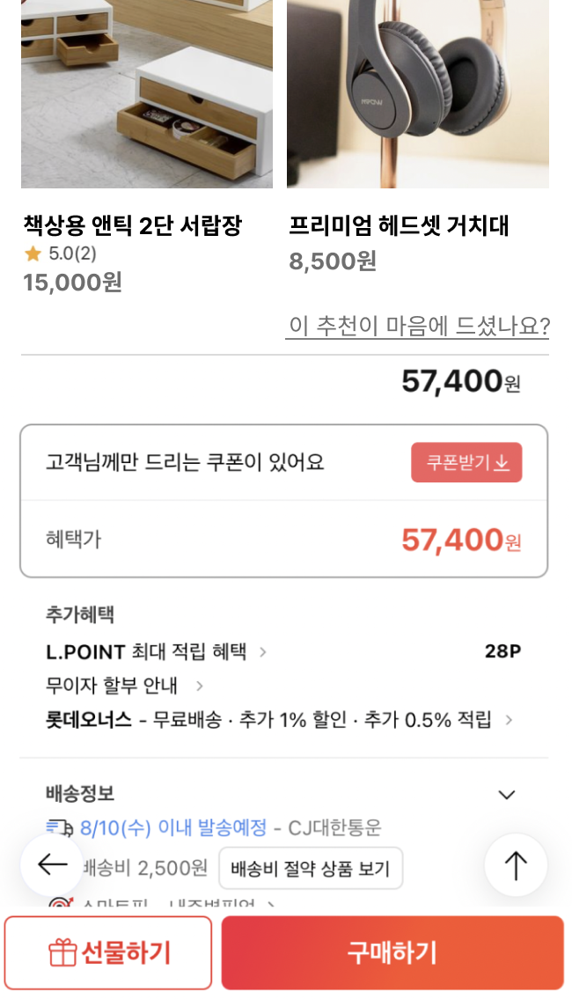 MPOW
책상용 앤틱 2단 서랍장
5.0(2)
15,000원
프리미엄 헤드셋 거치대
8,500원
이 추천이 마음에 드셨나요?
57,400원
고객님께만 드리는 쿠폰이 있어요 쿠폰받기
혜택가 57,400원
추가혜택
L.POINT 최대 적립 혜택 28P
무이자 할부 안내
롯데오너스 - 무료배송 · 추가 1% 할인 · 추가 0.5% 적립
배송정보
8/10(수) 이내 발송예정 - CJ대한통운
배송비 2,500원 배송비 절약 상품 보기
선물하기 구매하기